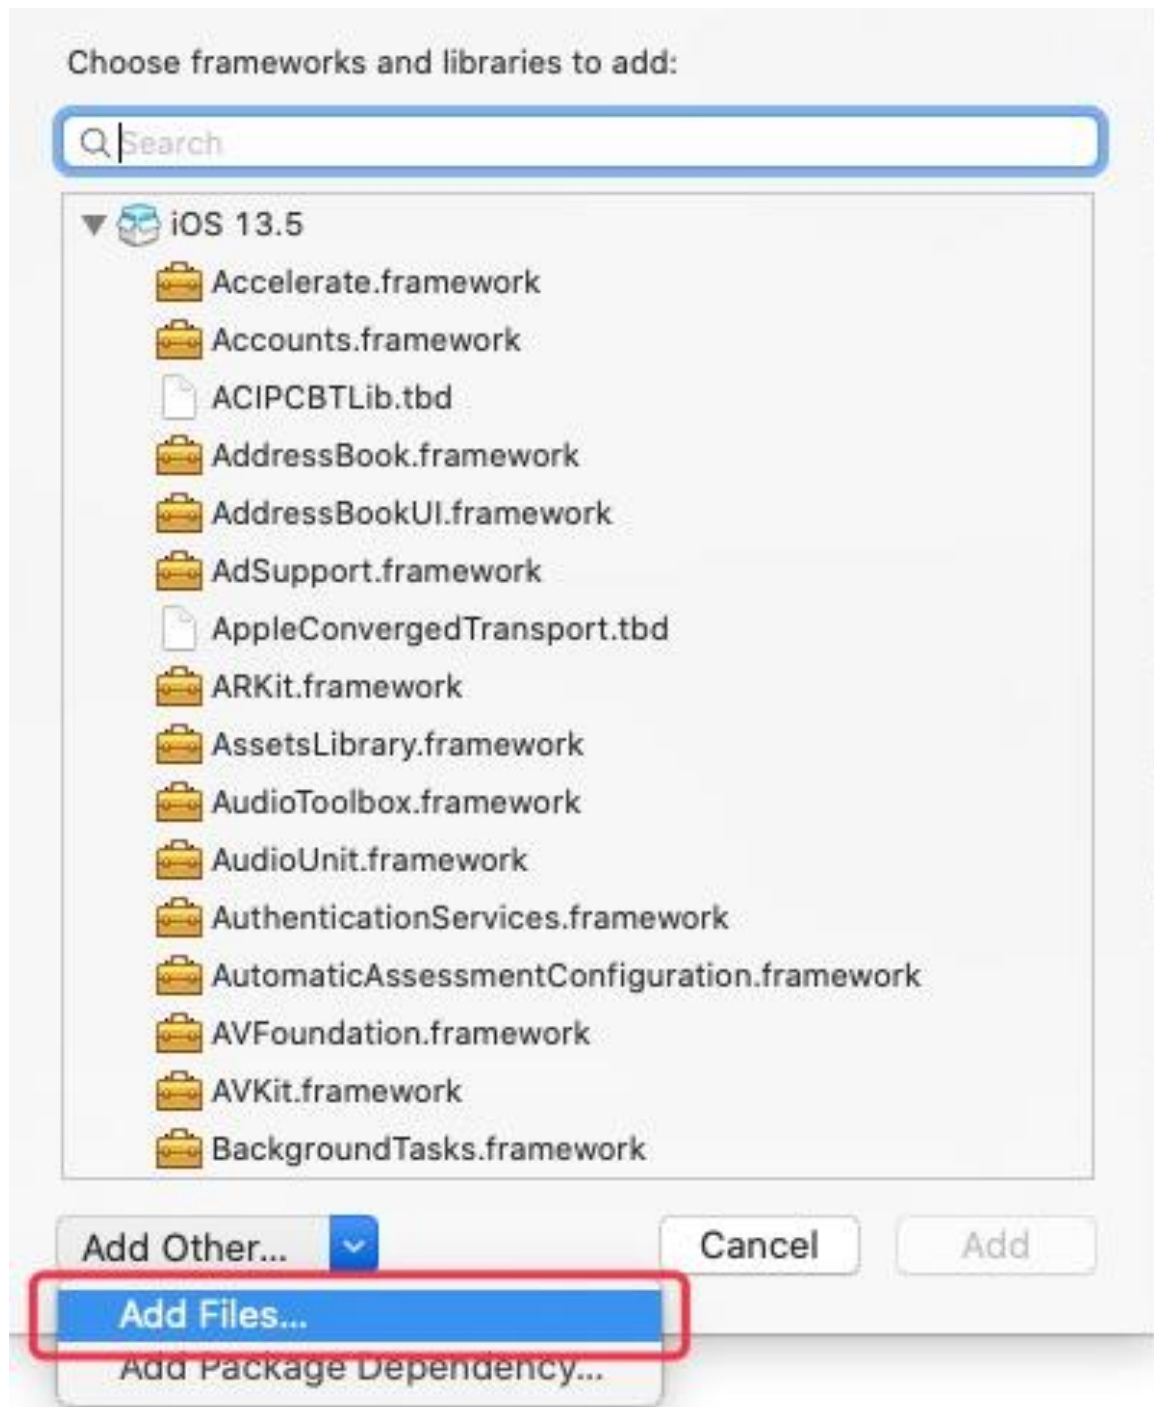 Choose frameworks and libraries to add:
Search
iOS 13.5
Accelerate.framework
Accounts.framework
ACIPCBTLib.tbd
AddressBook.framework
AddressBookUI.framework
AdSupport.framework
AppleConvergedTransport.tbd
ARKit.framework
AssetsLibrary.framework
AudioToolbox.framework
AudioUnit.framework
AuthenticationServices.framework
AutomaticAssessmentConfiguration.framework
AVFoundation.framework
AVKit.framework
BackgroundTasks.framework
Add Other... Cancel Add
Add Files...
Add Package Dependency...